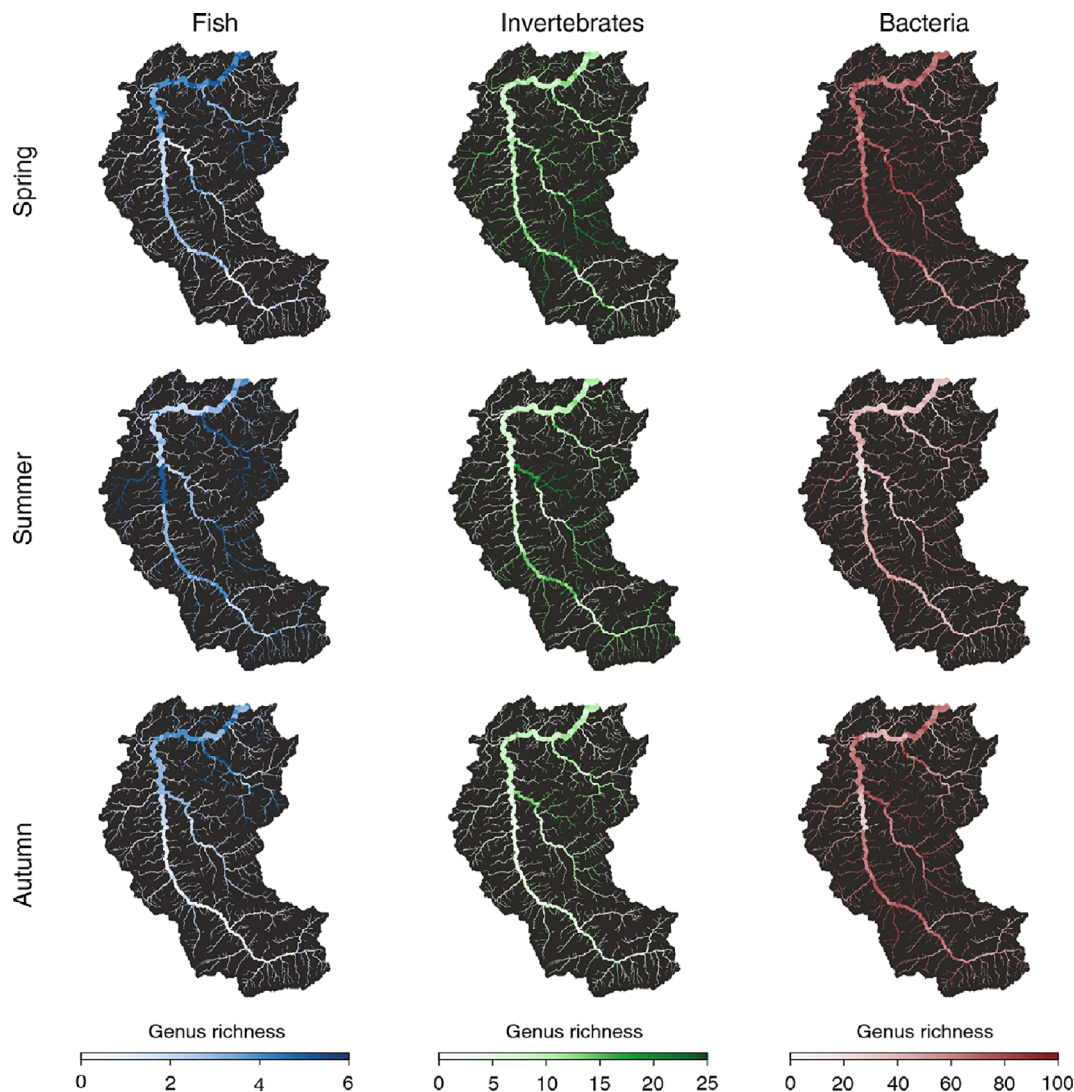 Fish Invertebrates Bacteria
Spring
Summer
Autumn
Genus richness Genus richness Genus richness
0 2 4 6 0 5 10 15 20 25 0 20 40 60 80 100